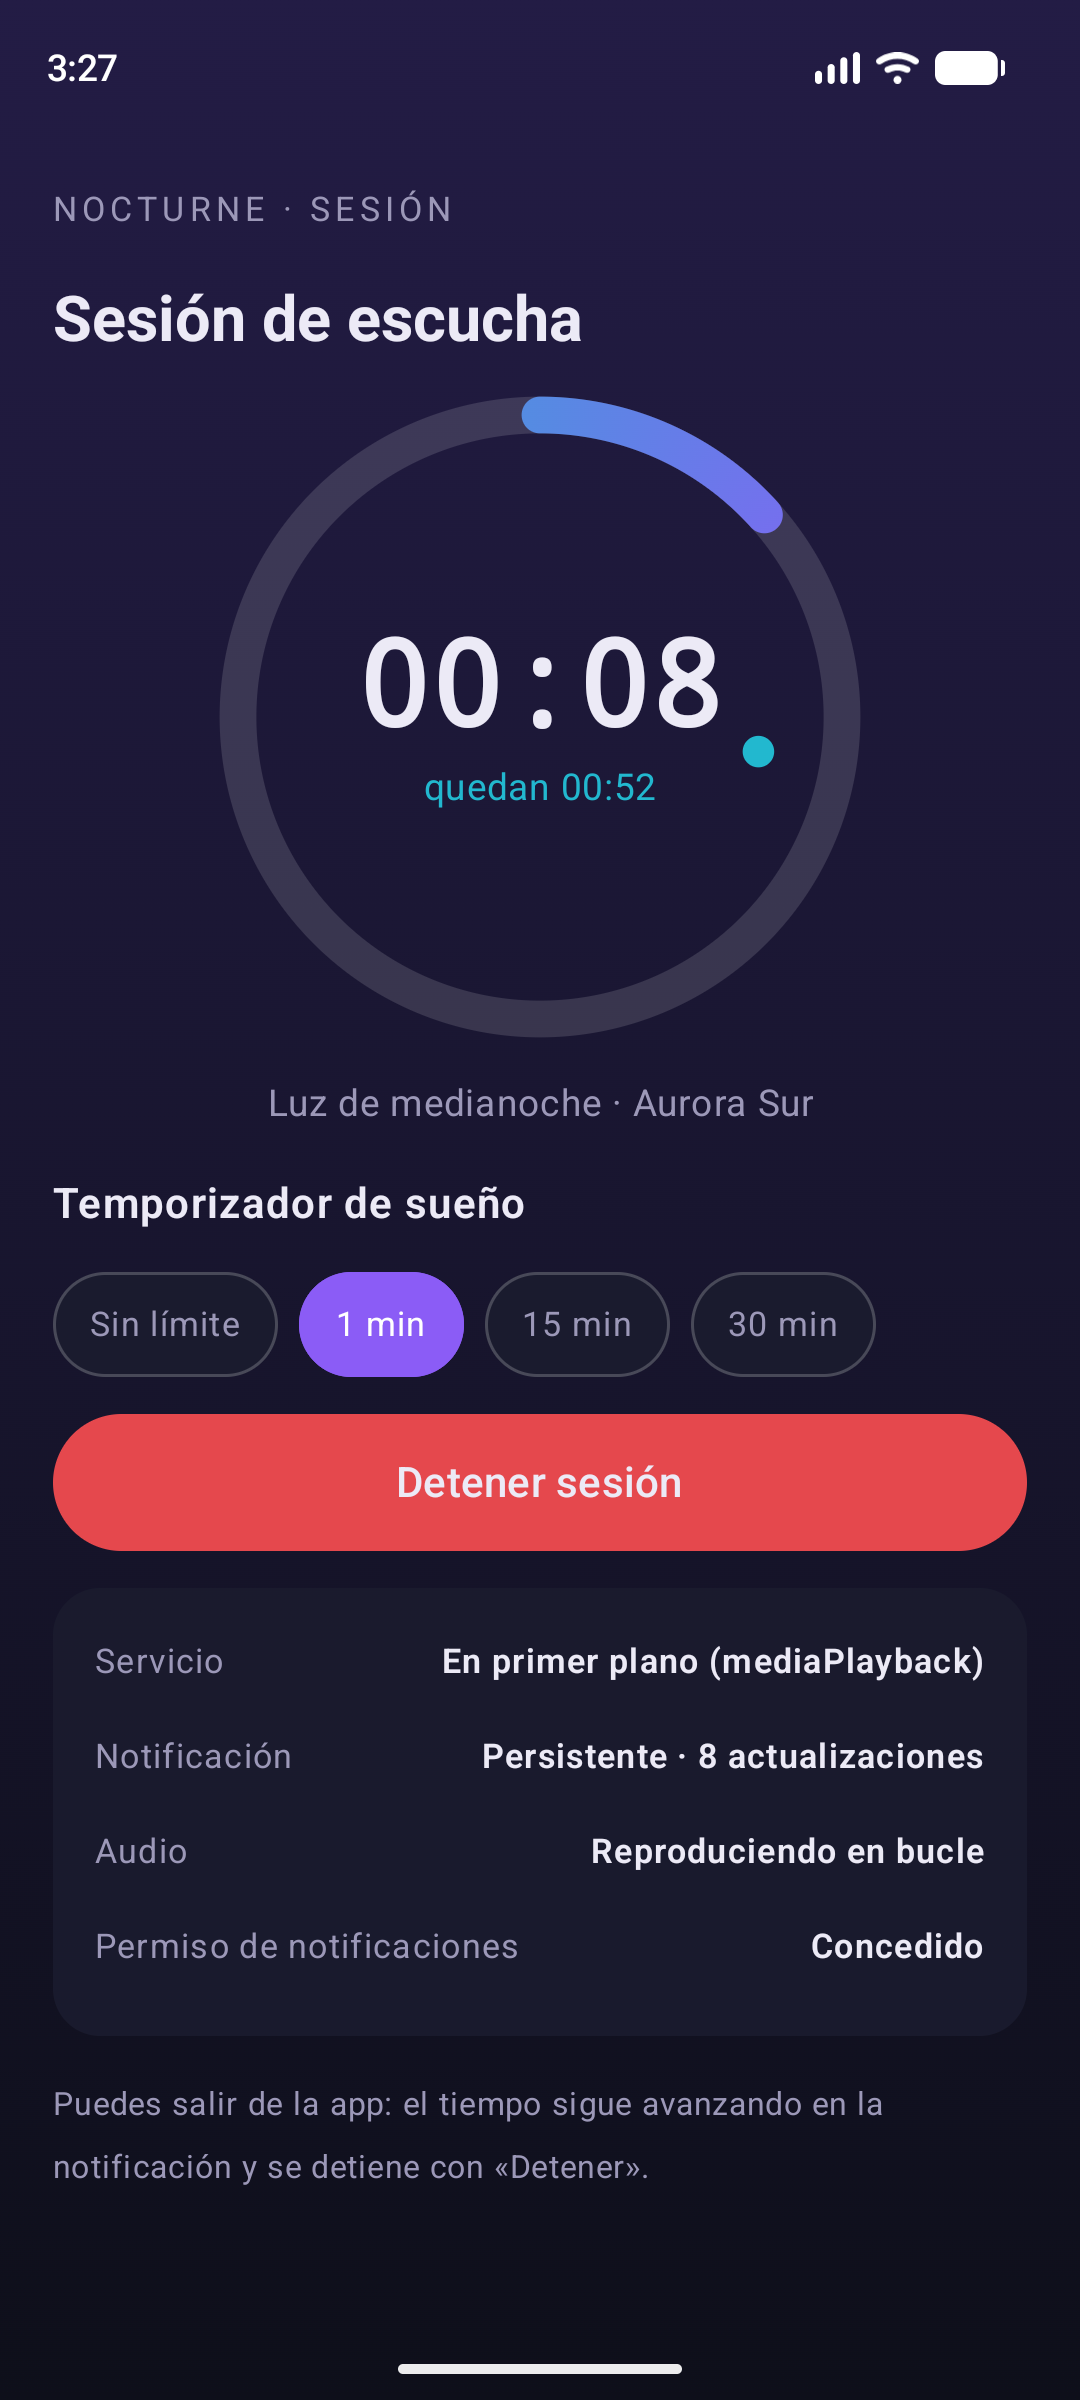 3:27
NOCTURNE · SESIÓN
Sesión de escucha
00:08
quedan 00:52
Luz de medianoche · Aurora Sur
Temporizador de sueño
Sin límite 1 min 15 min 30 min
Detener sesión
Servicio En primer plano (mediaPlayback)
Notificación Persistente · 8 actualizaciones
Audio Reproduciendo en bucle
Permiso de notificaciones Concedido
Puedes salir de la app: el tiempo sigue avanzando en la
notificación y se detiene con «Detener».